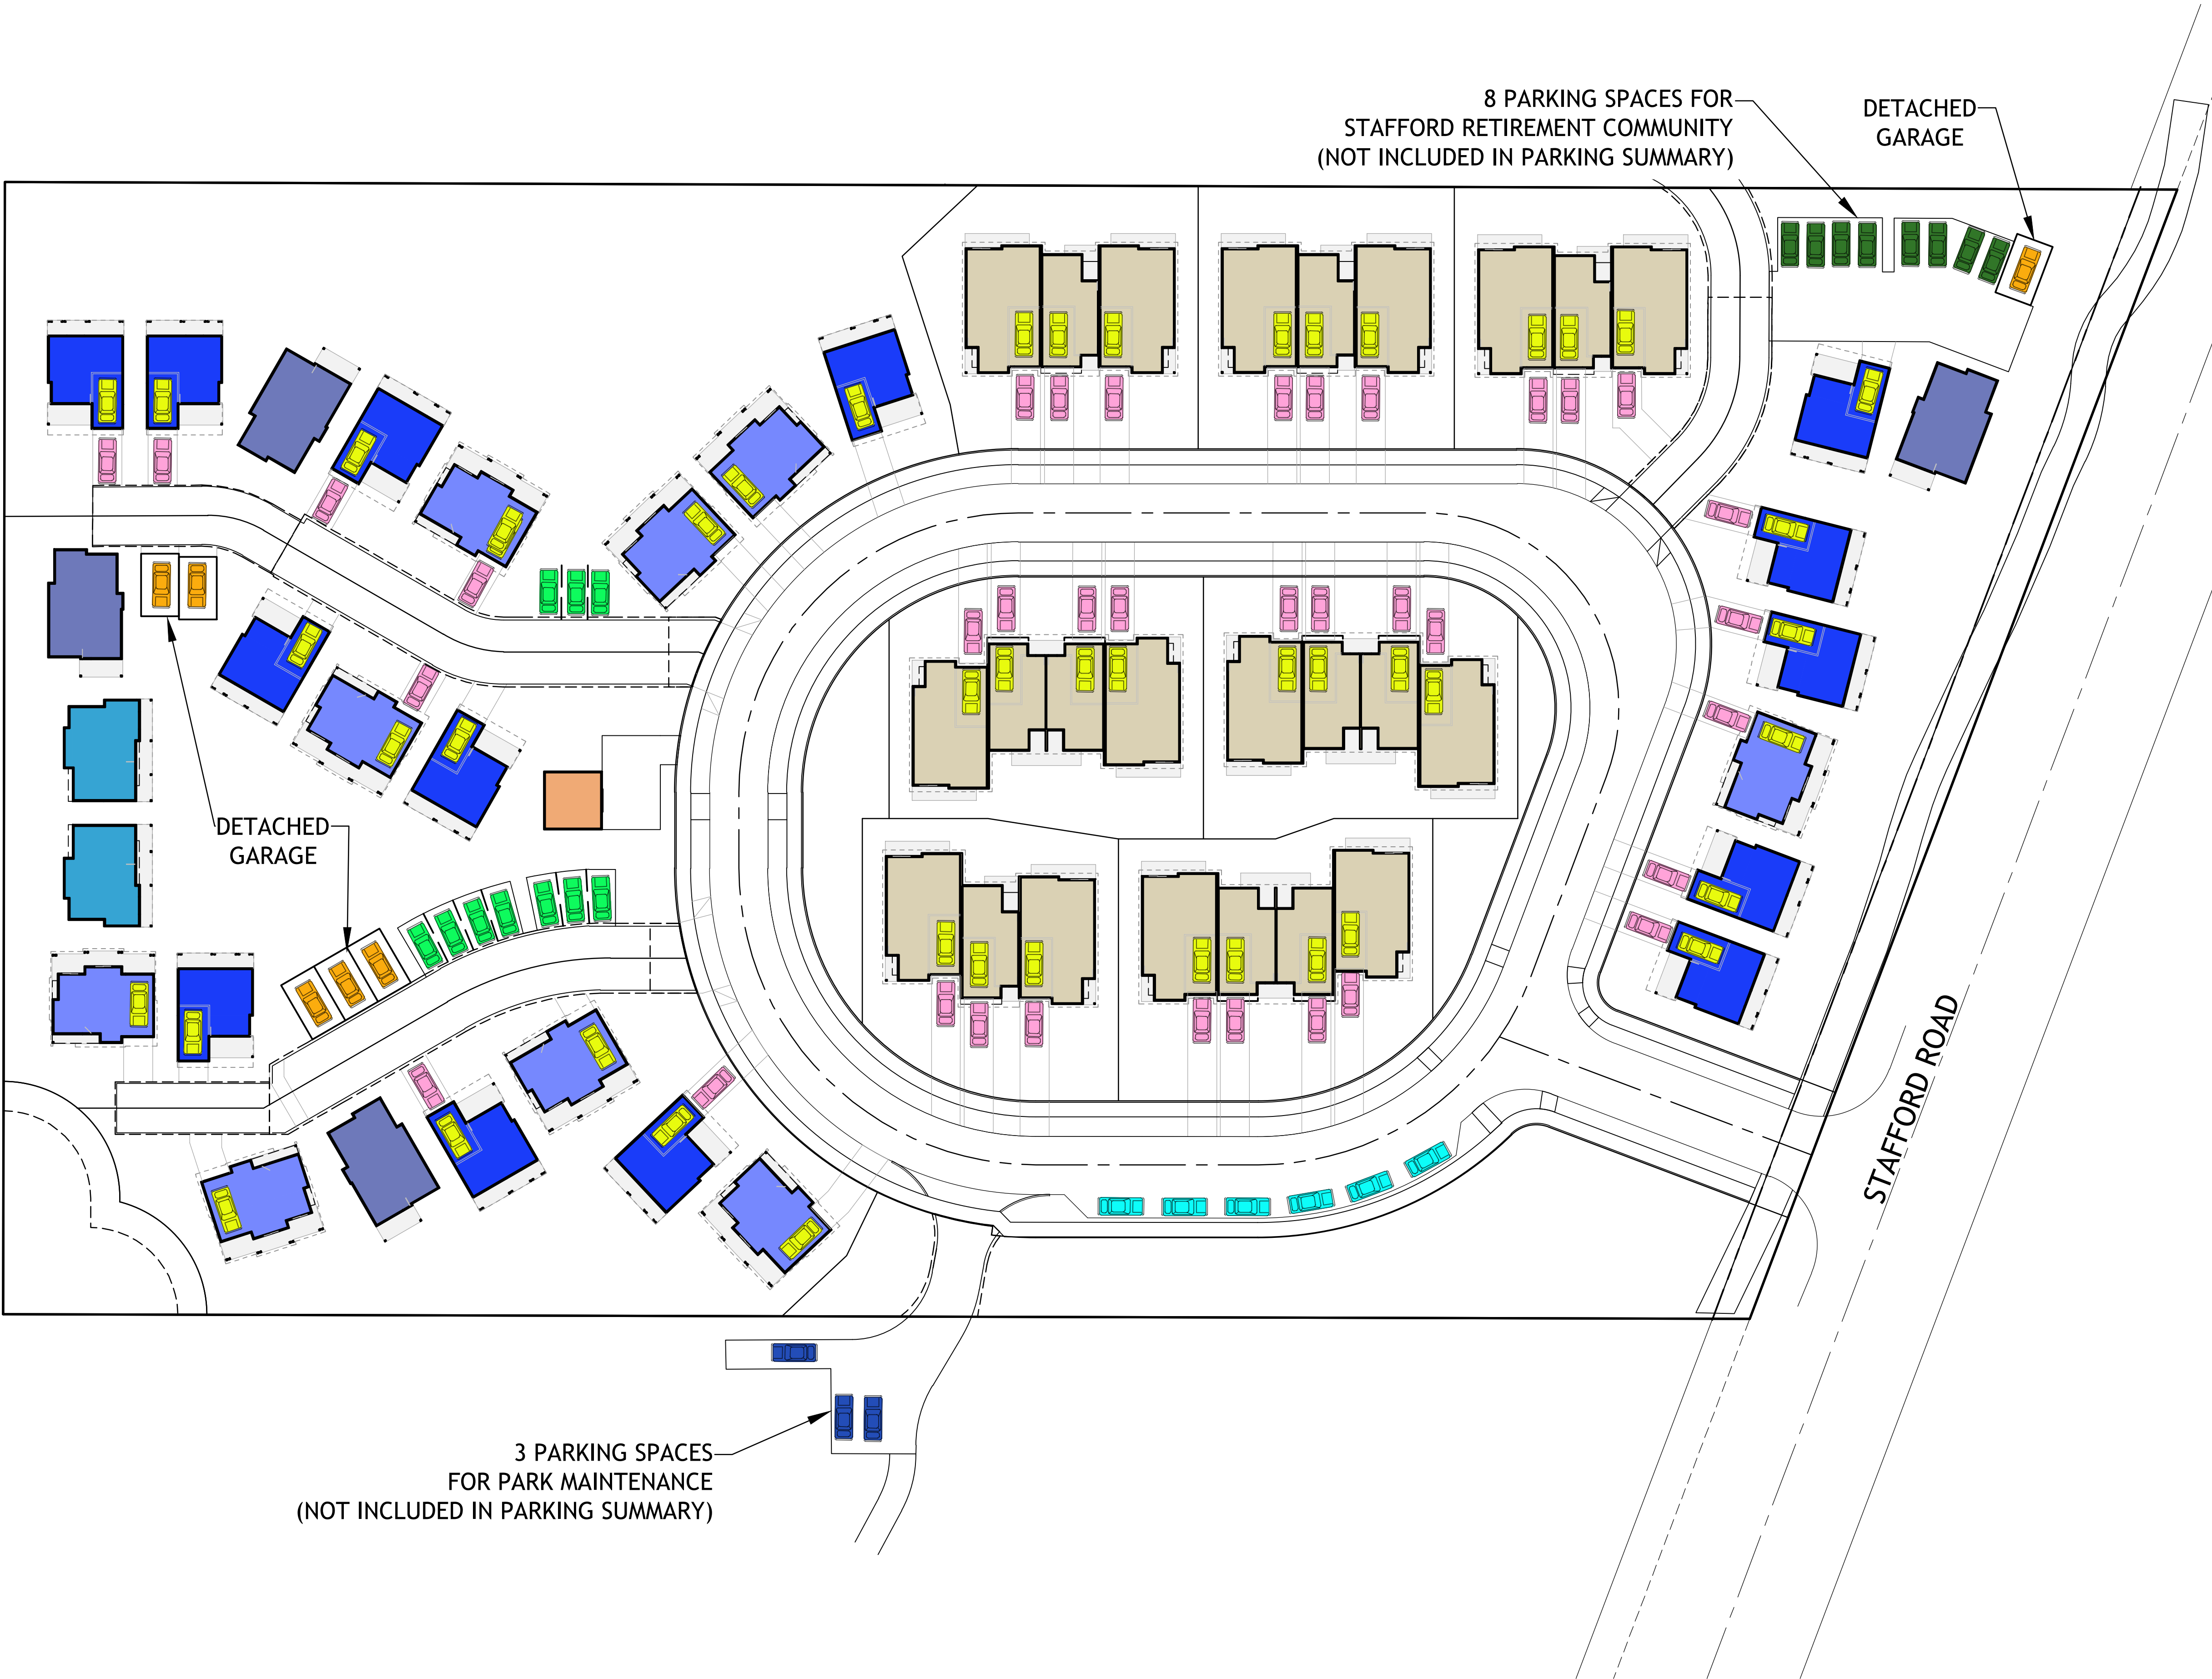 8 PARKING SPACES FOR
STAFFORD RETIREMENT COMMUNITY
(NOT INCLUDED IN PARKING SUMMARY)
DETACHED
GARAGE
DETACHED
GARAGE
STAFFORD ROAD
3 PARKING SPACES
FOR PARK MAINTENANCE
(NOT INCLUDED IN PARKING SUMMARY)